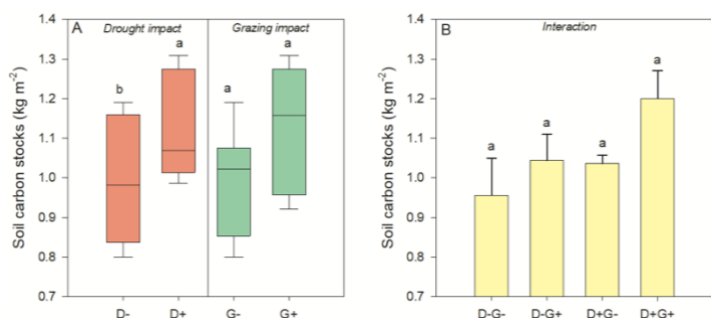 A
Drought impact
Grazing impact
Soil carbon stocks (kg m⁻²)
1.4
1.3
1.2
1.1
1.0
0.9
0.8
0.7
b
a
a
a
D-
D+
G-
G+
B
Interaction
Soil carbon stocks (kg m⁻²)
1.4
1.3
1.2
1.1
1.0
0.9
0.8
0.7
a
a
a
a
D-G-
D-G+
D+G-
D+G+